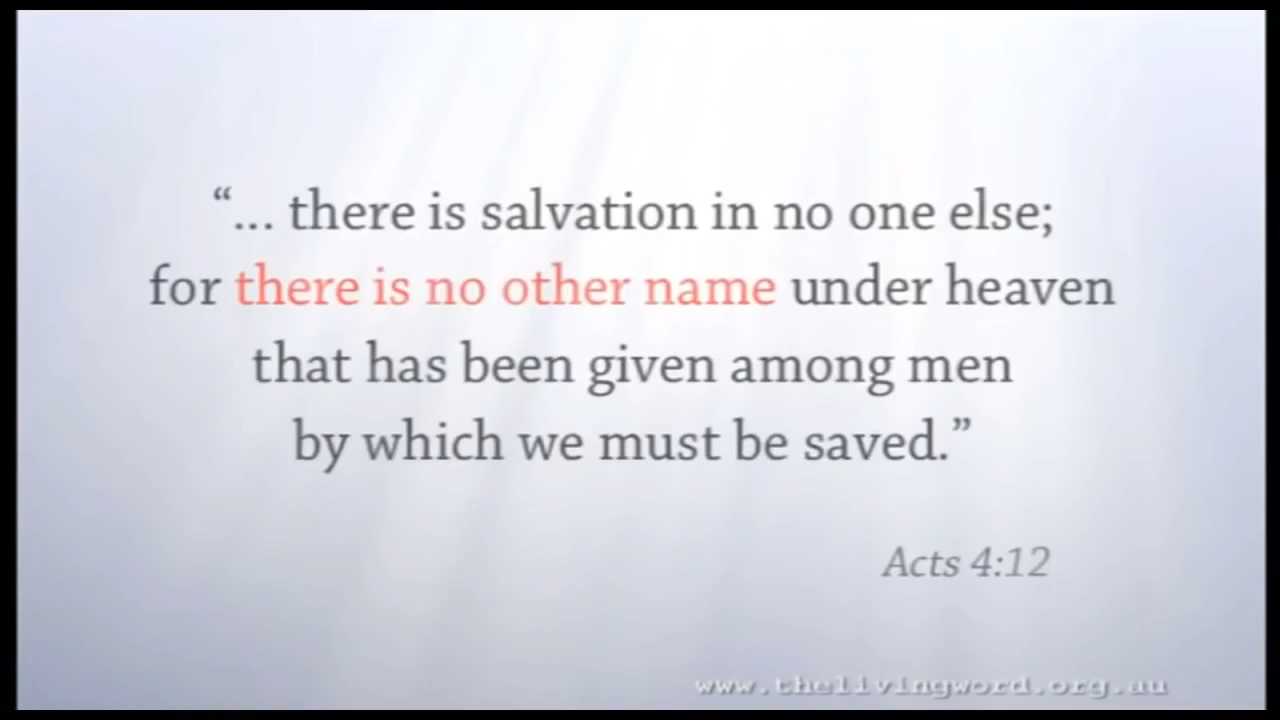 “... there is salvation in no one else;
for there is no other name under heaven
that has been given among men
by which we must be saved.”
Acts 4:12
www.thelivingword.org.au